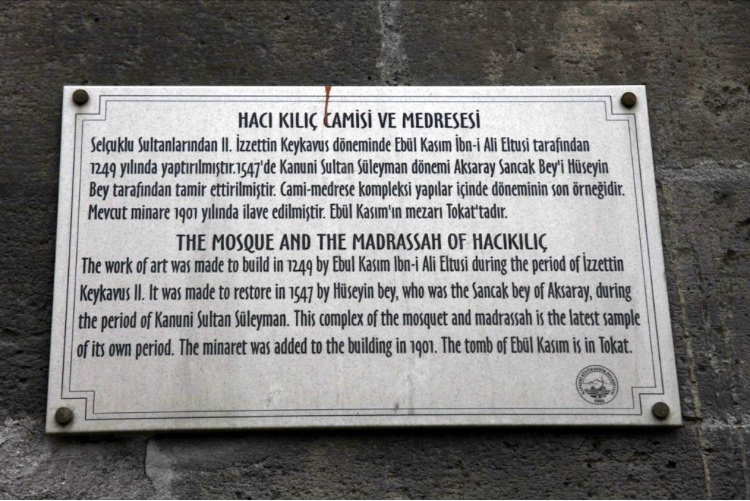 HACI KILIÇ CAMİSİ VE MEDRESESİ
Selçuklu Sultanlarından II. İzzettin Keykavus döneminde Ebül Kasım İbn-i Ali Eltusi tarafından
1249 yılında yaptırılmıştır.1547'de Kanuni Sultan Süleyman dönemi Aksaray Sancak Bey'i Hüseyin
Bey tarafından tamir ettirilmiştir. Cami-medrese kompleksi yapılar içinde döneminin son örneğidir.
Mevcut minare 1901 yılında ilave edilmiştir. Ebül Kasım'ın mezarı Tokat'tadır.
THE MOSQUE AND THE MADRASSAH OF HACIKILIÇ
The work of art was made to build in 1249 by Ebul Kasım Ibn-i Ali Eltusi during the period of İzzettin
Keykavus II. It was made to restore in 1547 by Hüseyin bey, who was the Sancak bey of Aksaray, during
the period of Kanuni Sultan Süleyman. This complex of the mosquet and madrassah is the latest sample
of its own period. The minaret was added to the building in 1901. The tomb of Ebül Kasım is in Tokat.